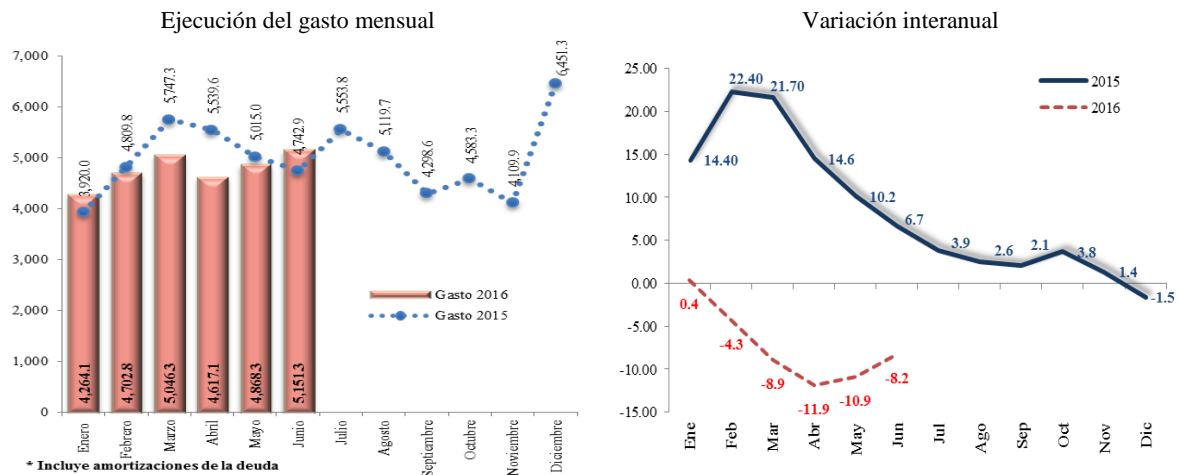 Ejecución del gasto mensual
7,000
6,000
5,000
4,000
3,000
2,000
1,000
0
3,920.0
4,809.8
5,747.3
5,539.6
5,015.0
4,742.9
5,553.8
5,119.7
4,298.6
4,583.3
4,109.9
6,451.3
Gasto 2016
Gasto 2015
4,264.1
4,702.8
5,046.3
4,617.1
4,868.3
5,151.3
Enero
Febrero
Marzo
Abril
Mayo
Junio
Julio
Agosto
Septiembre
Octubre
Noviembre
Diciembre
* Incluye amortizaciones de la deuda
Variación interanual
25.00
20.00
15.00
10.00
5.00
0.00
-5.00
-10.00
-15.00
2015
2016
14.40
22.40
21.70
14.6
10.2
6.7
3.9
2.6
2.1
3.8
1.4
-1.5
0.4
-4.3
-8.9
-11.9
-10.9
-8.2
Ene
Feb
Mar
Abr
May
Jun
Jul
Ago
Sep
Oct
Nov
Dic